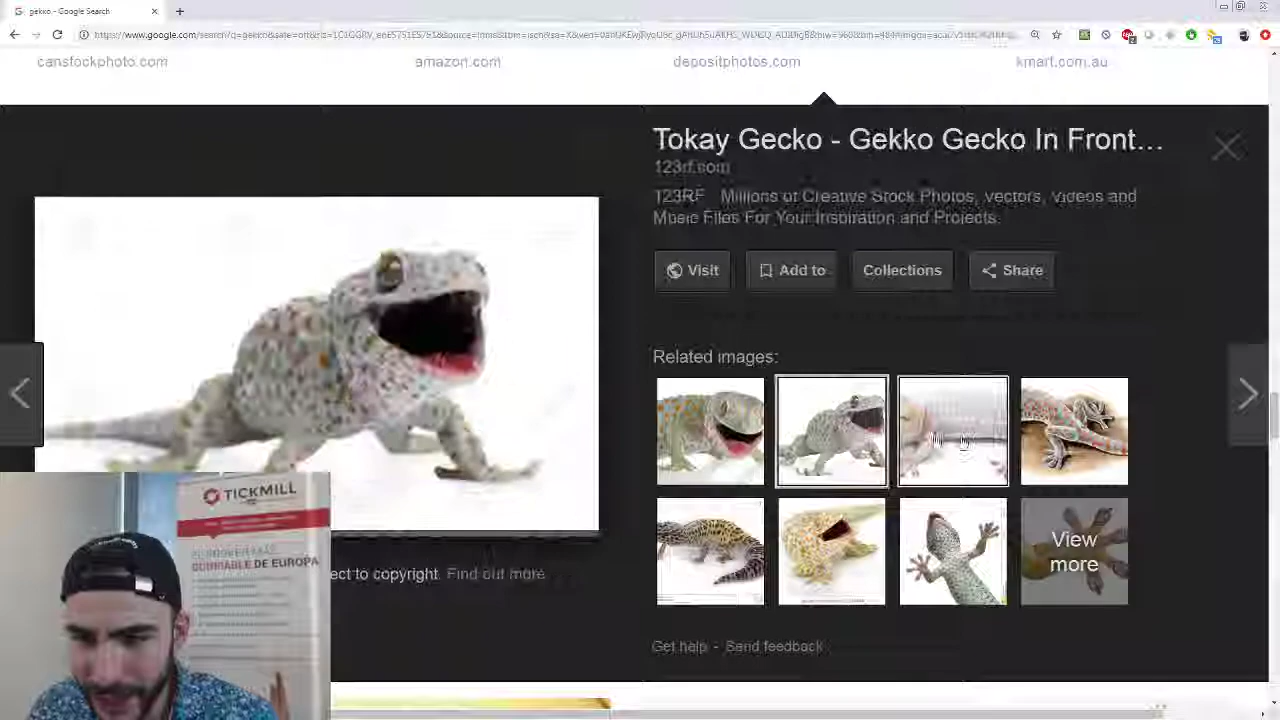 gekko - Google Search
cansstockphoto.com
amazon.com
depositphotos.com
kmart.com.au
Tokay Gecko - Gekko Gecko In Front...
123rf.com
123RF Millions of Creative Stock Photos, vectors, Videos and
Music Files For Your Inspiration and Projects.
Visit
Add to
Collections
Share
Related images:
View
more
ect to copyright. Find out more
Get help - Send feedback
TICKMILL
DE EUROPA